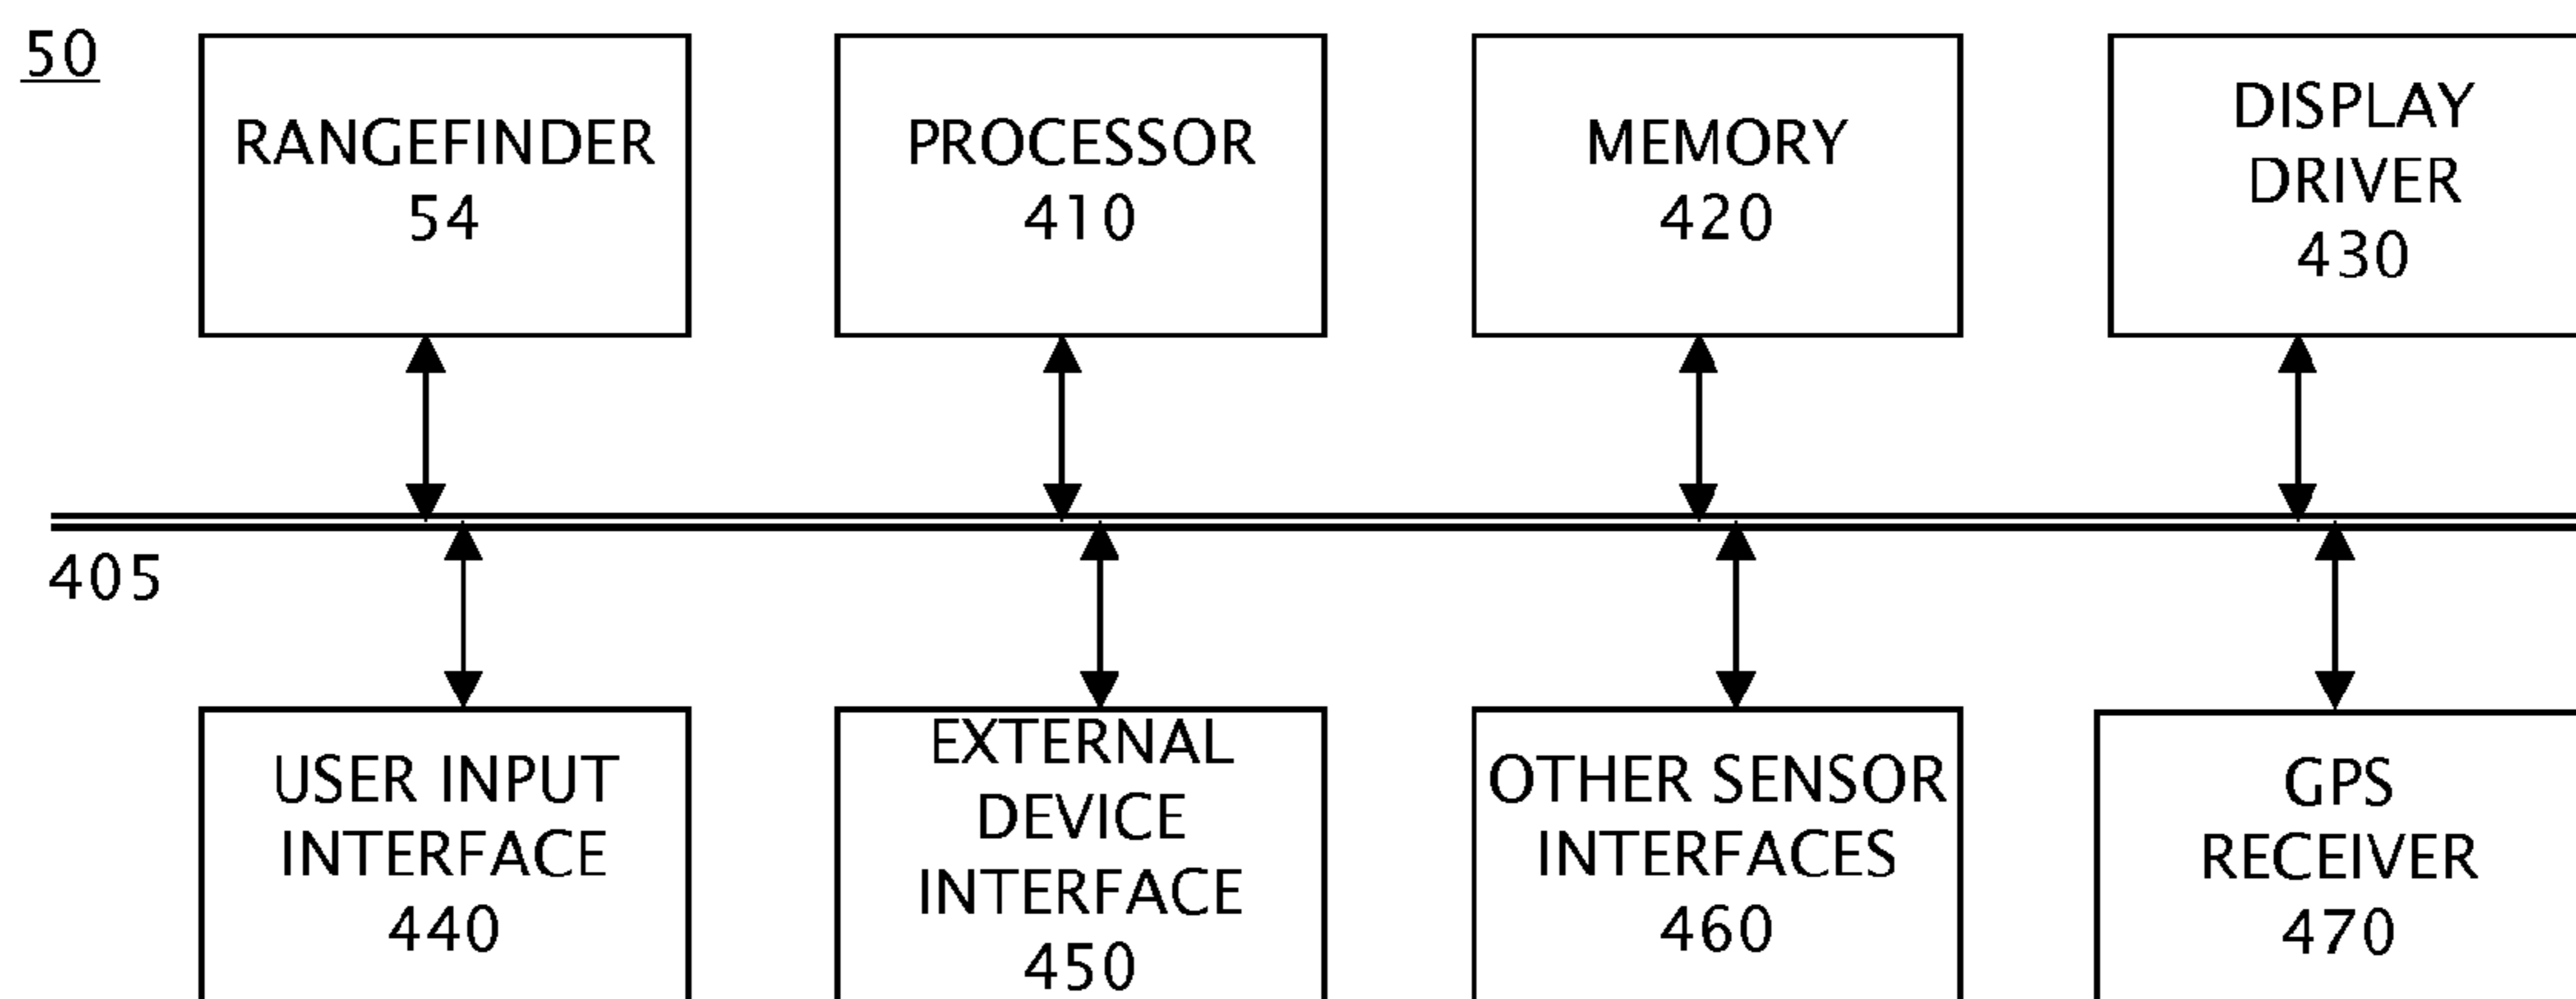 50
RANGEFINDER
54
PROCESSOR
410
MEMORY
420
DISPLAY
DRIVER
430
405
USER INPUT
INTERFACE
440
EXTERNAL
DEVICE
INTERFACE
450
OTHER SENSOR
INTERFACES
460
GPS
RECEIVER
470